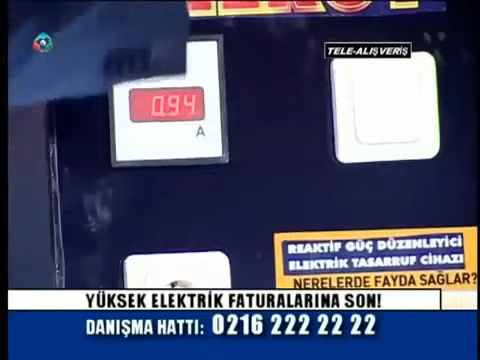 TELE-ALIŞVERİŞ
0.94
A
REAKTİF GÜÇ DÜZENLEYİCİ
ELEKTRİK TASARRUF CİHAZI
NERELERDE FAYDA SAĞLAR?
YÜKSEK ELEKTRİK FATURALARINA SON!
DANIŞMA HATTI: 0216 222 22 22